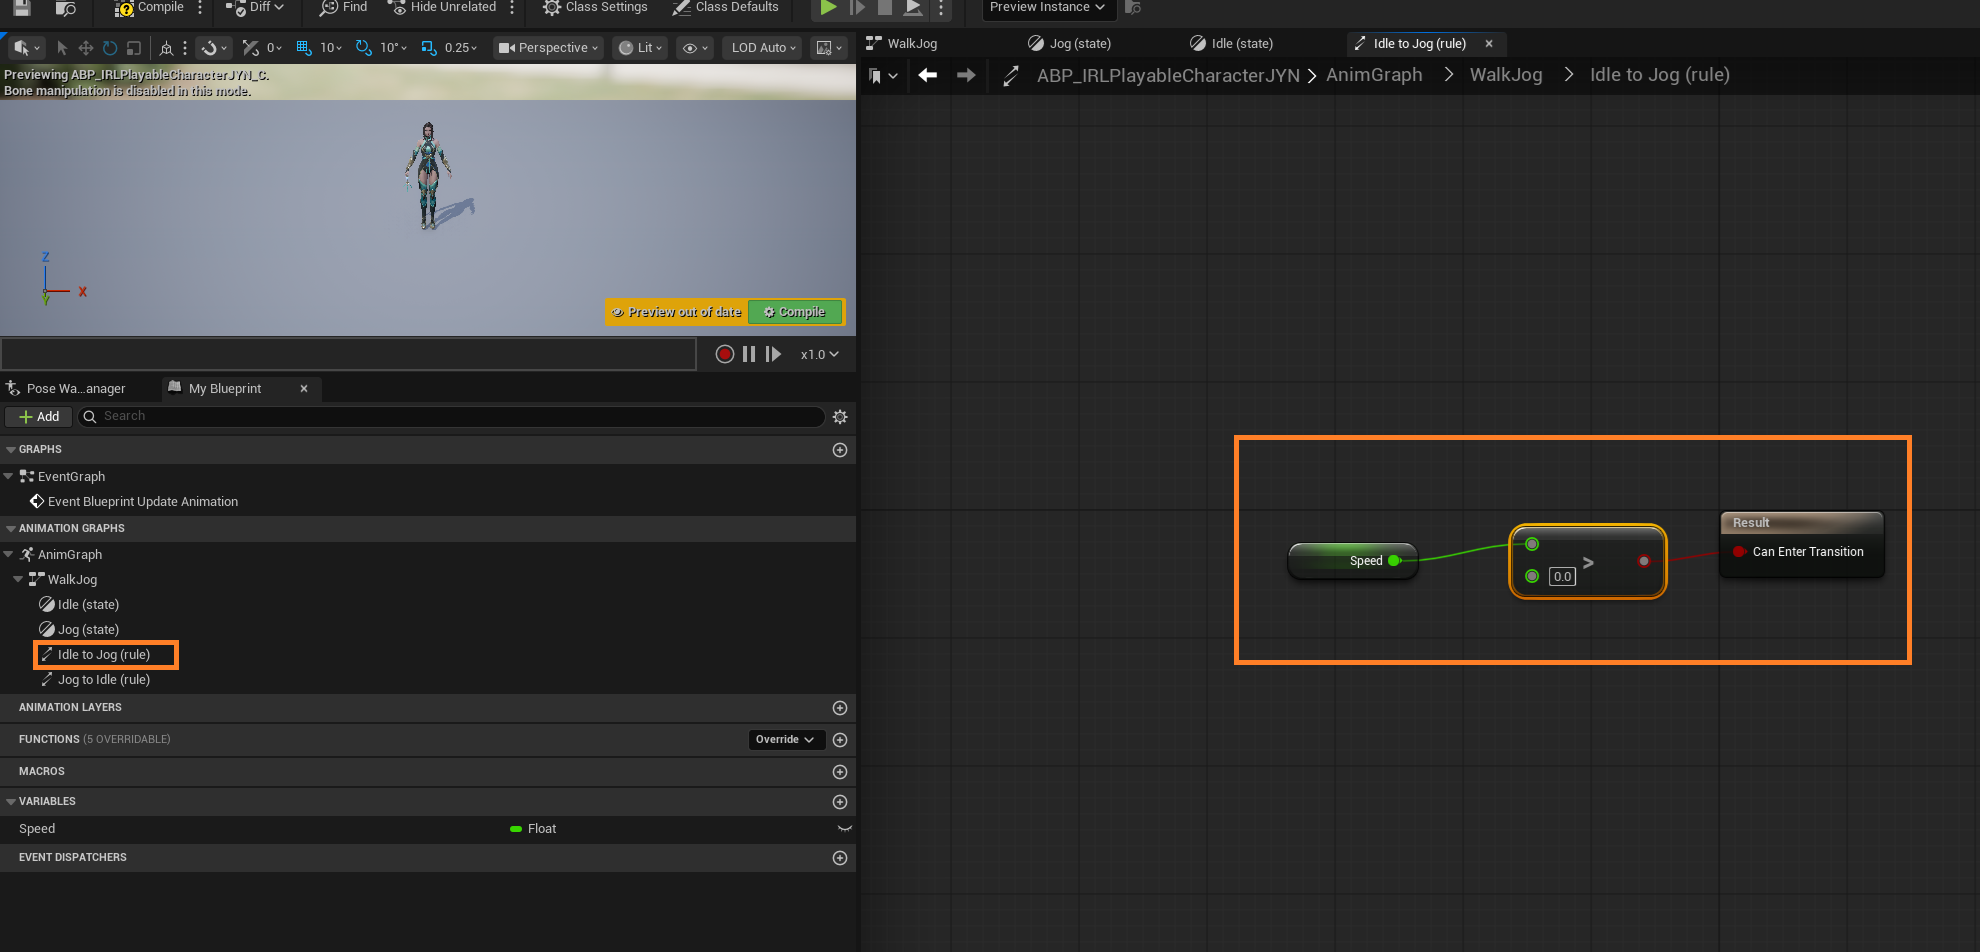 Compile
Diff
Find
Hide Unrelated
Class Settings
Class Defaults
Preview Instance
0
10
10°
0.25
Perspective
Lit
LOD Auto
Previewing ABP_IRLPlayableCharacterJYN_C.
Bone manipulation is disabled in this mode.
Z
X
Y
Preview out of date
Compile
x1.0
Pose Wa...anager
My Blueprint
Add
Search
GRAPHS
EventGraph
Event Blueprint Update Animation
ANIMATION GRAPHS
AnimGraph
WalkJog
Idle (state)
Jog (state)
Idle to Jog (rule)
Jog to Idle (rule)
ANIMATION LAYERS
FUNCTIONS (5 OVERRIDABLE)
Override
MACROS
VARIABLES
Speed
Float
EVENT DISPATCHERS
WalkJog
Jog (state)
Idle (state)
Idle to Jog (rule)
ABP_IRLPlayableCharacterJYN > AnimGraph > WalkJog > Idle to Jog (rule)
Speed
0.0
>
Result
Can Enter Transition